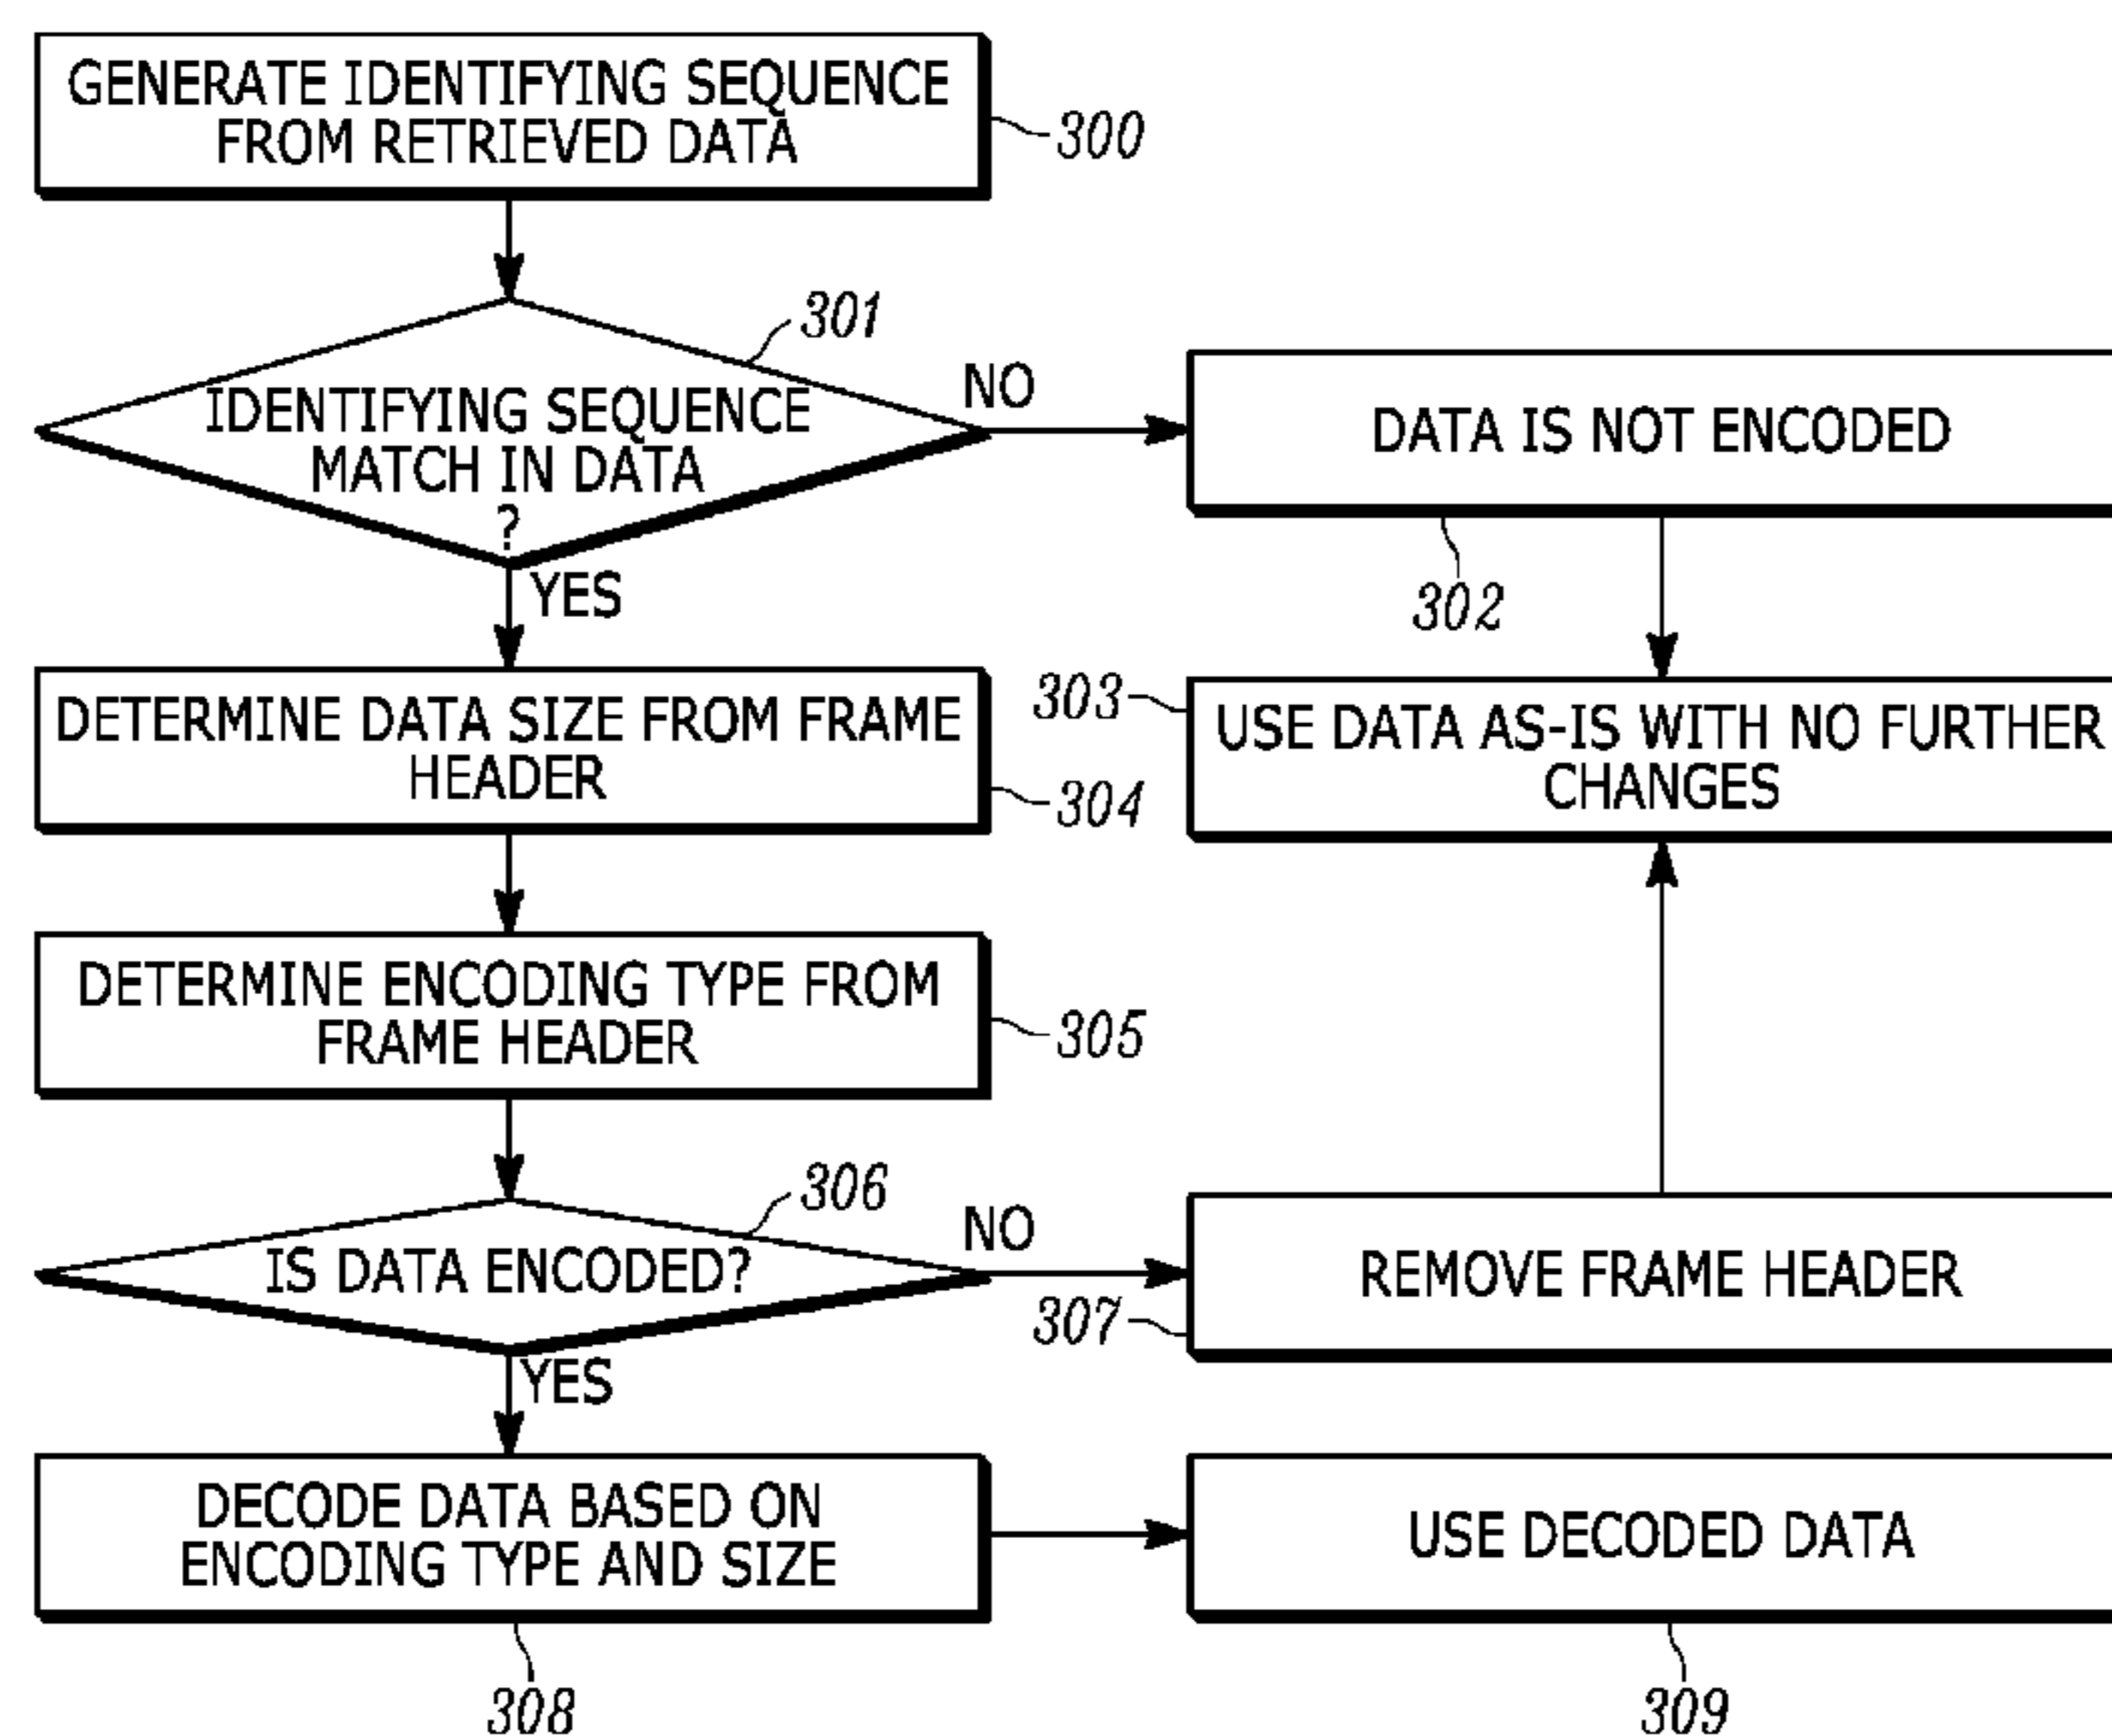 GENERATE IDENTIFYING SEQUENCE
FROM RETRIEVED DATA
300
301
IDENTIFYING SEQUENCE
MATCH IN DATA
?
NO
DATA IS NOT ENCODED
302
YES
DETERMINE DATA SIZE FROM FRAME
HEADER
304
303
USE DATA AS-IS WITH NO FURTHER
CHANGES
DETERMINE ENCODING TYPE FROM
FRAME HEADER
305
306
IS DATA ENCODED?
NO
REMOVE FRAME HEADER
307
YES
DECODE DATA BASED ON
ENCODING TYPE AND SIZE
308
USE DECODED DATA
309